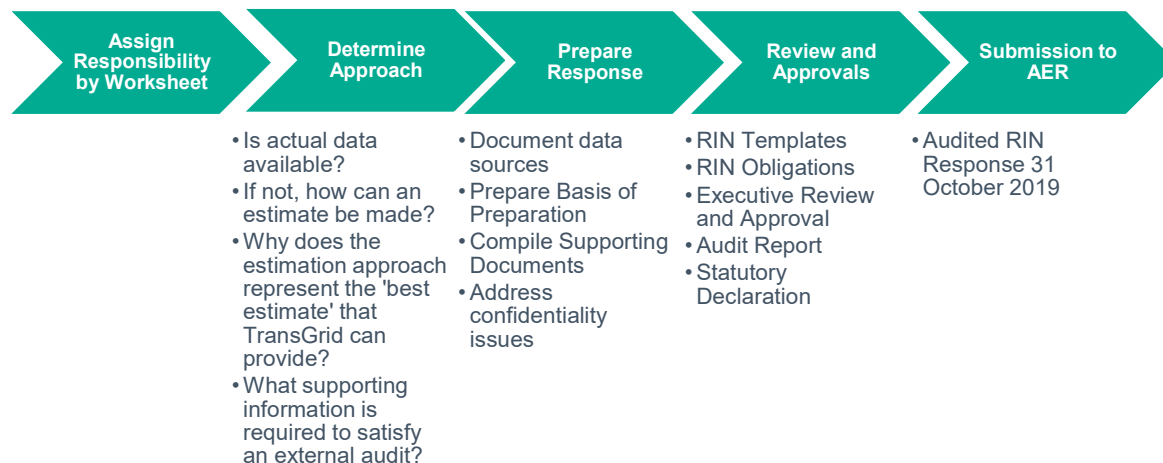 Assign
Responsibility
by Worksheet
Determine
Approach
Prepare
Response
Review and
Approvals
Submission to
AER
• Is actual data
available?
• If not, how can an
estimate be made?
• Why does the
estimation approach
represent the 'best
estimate' that
TransGrid can
provide?
• What supporting
information is
required to satisfy
an external audit?
• Document data
sources
• Prepare Basis of
Preparation
• Compile Supporting
Documents
• Address
confidentiality
issues
• RIN Templates
• RIN Obligations
• Executive Review
and Approval
• Audit Report
• Statutory
Declaration
• Audited RIN
Response 31
October 2019